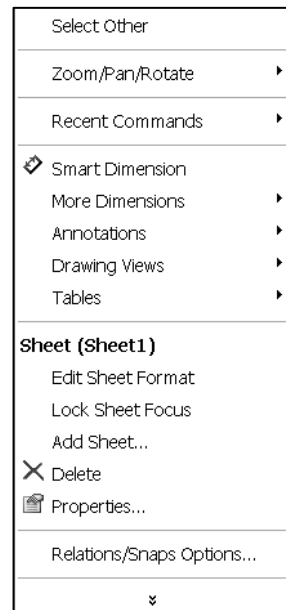 Select Other
Zoom/Pan/Rotate
Recent Commands
Smart Dimension
More Dimensions
Annotations
Drawing Views
Tables
Sheet (Sheet1)
Edit Sheet Format
Lock Sheet Focus
Add Sheet...
Delete
Properties...
Relations/Snaps Options...